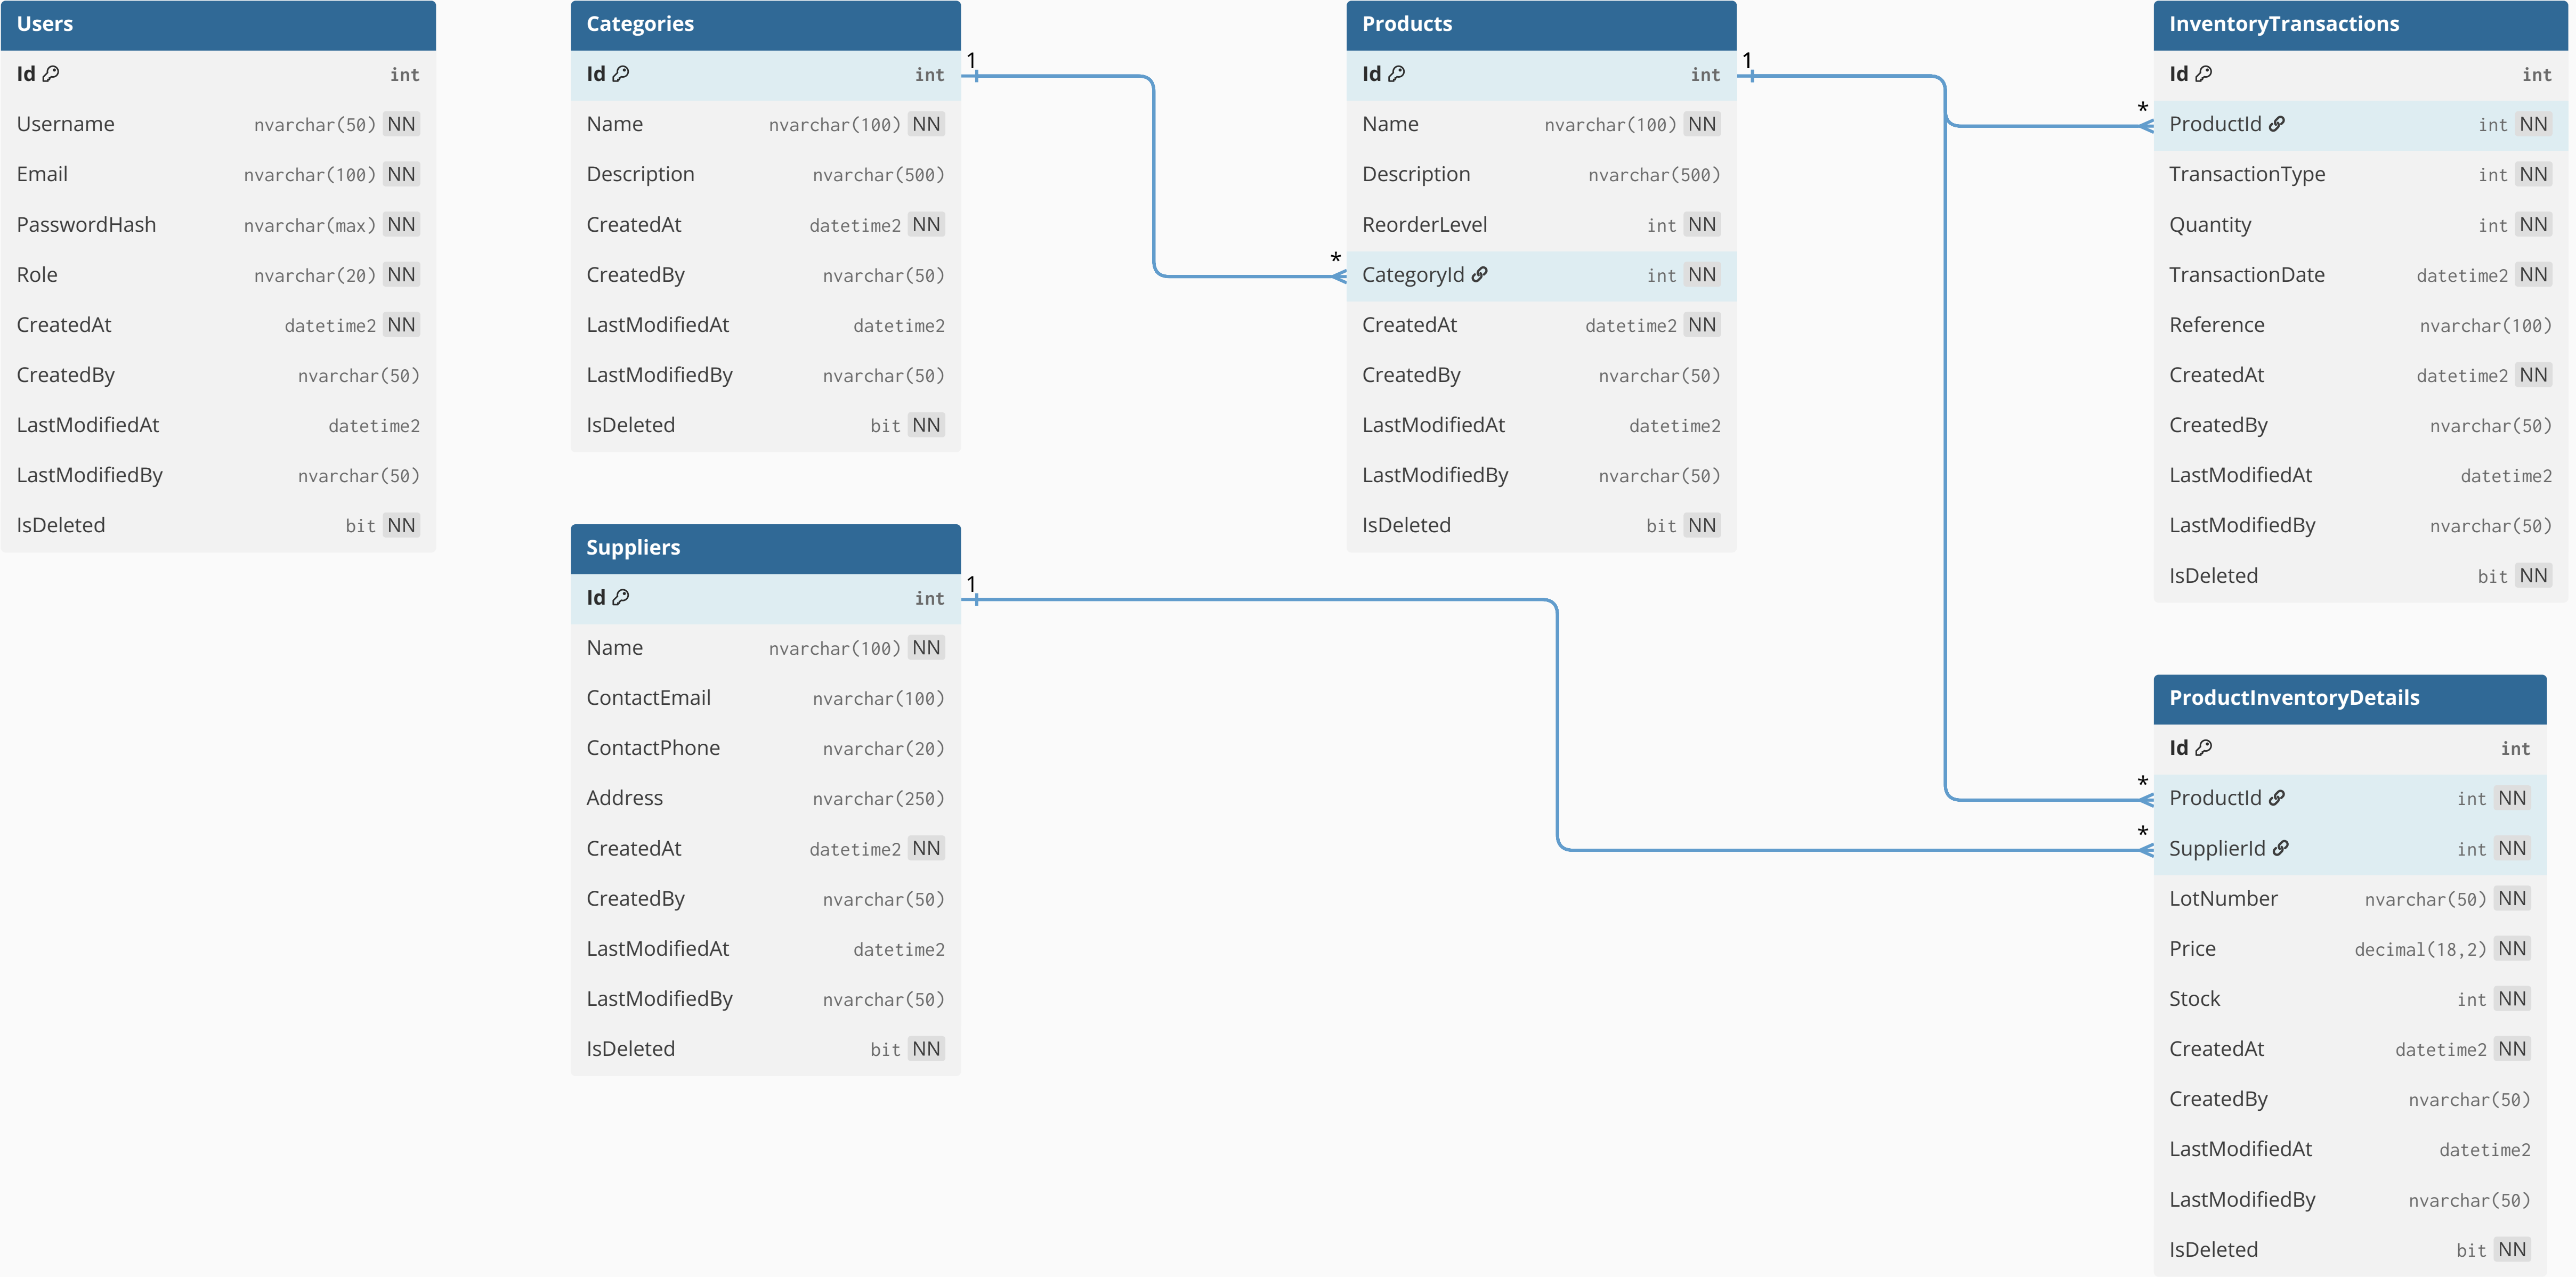 Users
Id int
Username nvarchar(50) NN
Email nvarchar(100) NN
PasswordHash nvarchar(max) NN
Role nvarchar(20) NN
CreatedAt datetime2 NN
CreatedBy nvarchar(50)
LastModifiedAt datetime2
LastModifiedBy nvarchar(50)
IsDeleted bit NN
Categories
Id int
Name nvarchar(100) NN
Description nvarchar(500)
CreatedAt datetime2 NN
CreatedBy nvarchar(50)
LastModifiedAt datetime2
LastModifiedBy nvarchar(50)
IsDeleted bit NN
1
*
Suppliers
Id int
Name nvarchar(100) NN
ContactEmail nvarchar(100)
ContactPhone nvarchar(20)
Address nvarchar(250)
CreatedAt datetime2 NN
CreatedBy nvarchar(50)
LastModifiedAt datetime2
LastModifiedBy nvarchar(50)
IsDeleted bit NN
1
Products
Id int
Name nvarchar(100) NN
Description nvarchar(500)
ReorderLevel int NN
CategoryId int NN
CreatedAt datetime2 NN
CreatedBy nvarchar(50)
LastModifiedAt datetime2
LastModifiedBy nvarchar(50)
IsDeleted bit NN
1
*
InventoryTransactions
Id int
ProductId int NN
TransactionType int NN
Quantity int NN
TransactionDate datetime2 NN
Reference nvarchar(100)
CreatedAt datetime2 NN
CreatedBy nvarchar(50)
LastModifiedAt datetime2
LastModifiedBy nvarchar(50)
IsDeleted bit NN
*
*
ProductInventoryDetails
Id int
ProductId int NN
SupplierId int NN
LotNumber nvarchar(50) NN
Price decimal(18,2) NN
Stock int NN
CreatedAt datetime2 NN
CreatedBy nvarchar(50)
LastModifiedAt datetime2
LastModifiedBy nvarchar(50)
IsDeleted bit NN